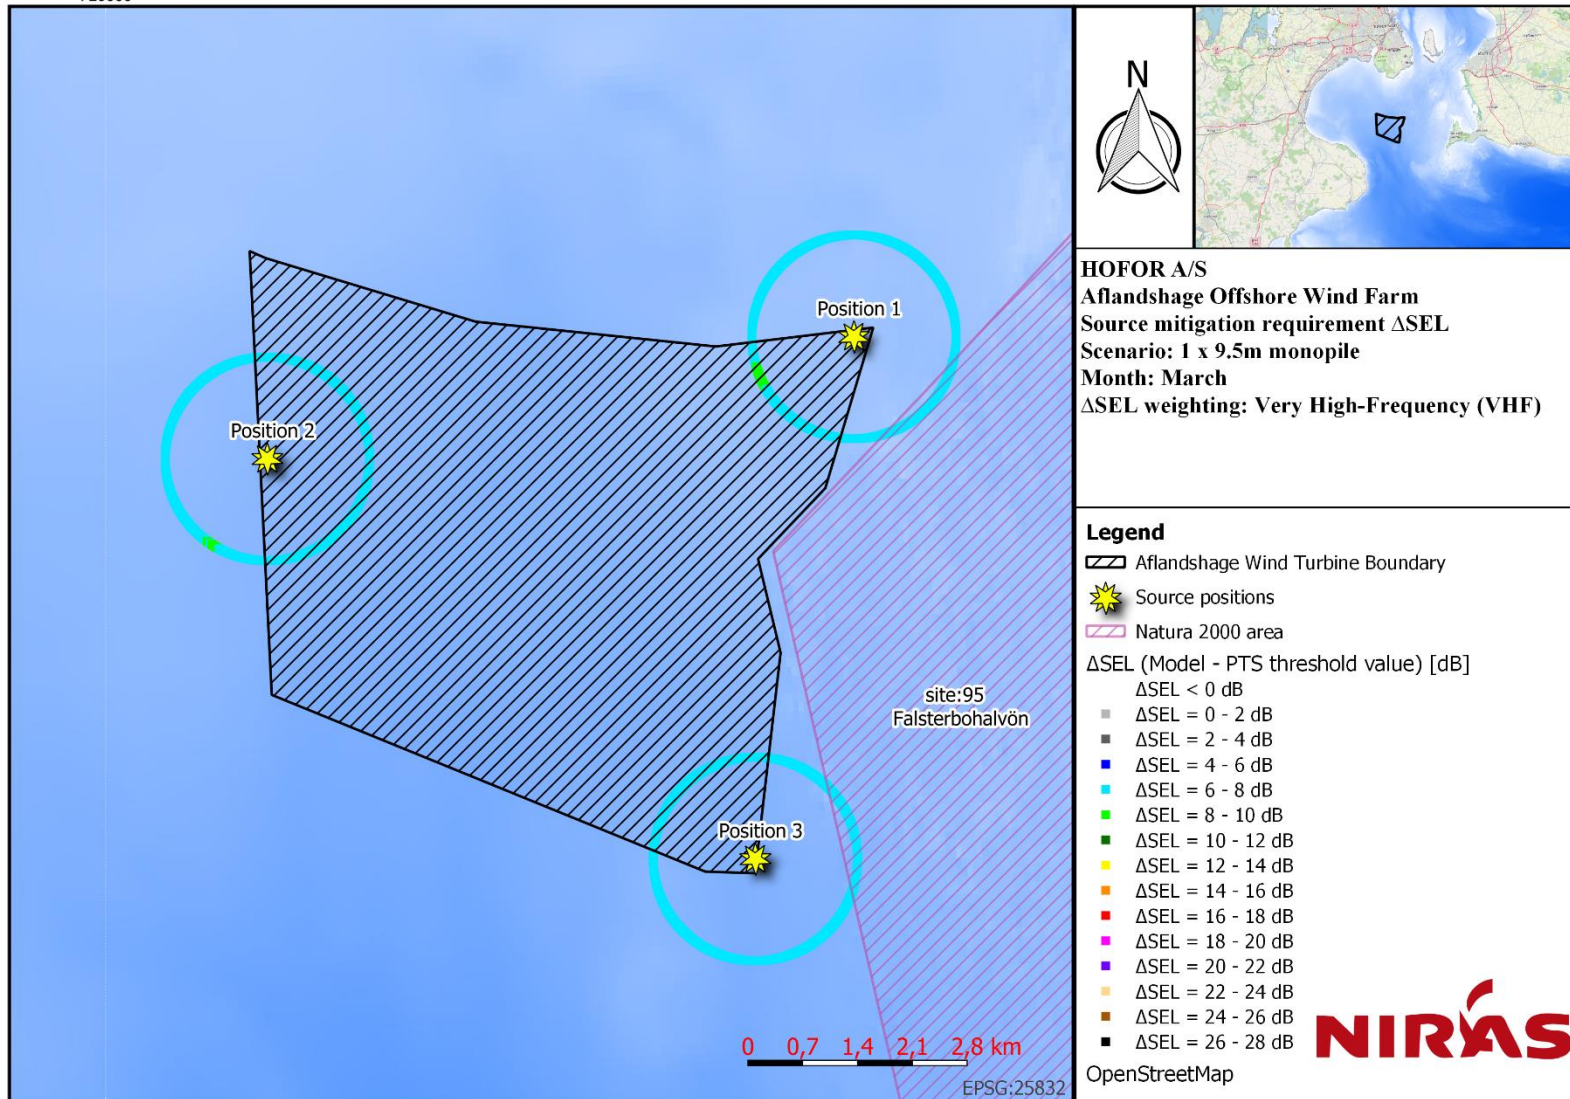 N
HOFOR A/S
Aflandshage Offshore Wind Farm
Source mitigation requirement ΔSEL
Scenario: 1 x 9.5m monopile
Month: March
ΔSEL weighting: Very High-Frequency (VHF)
Position 1
Position 2
Position 3
site:95
Falsterbohalvön
0 0,7 1,4 2,1 2,8 km
EPSG:25832
Legend
Aflandshage Wind Turbine Boundary
Source positions
Natura 2000 area
ΔSEL (Model - PTS threshold value) [dB]
ΔSEL < 0 dB
ΔSEL = 0 - 2 dB
ΔSEL = 2 - 4 dB
ΔSEL = 4 - 6 dB
ΔSEL = 6 - 8 dB
ΔSEL = 8 - 10 dB
ΔSEL = 10 - 12 dB
ΔSEL = 12 - 14 dB
ΔSEL = 14 - 16 dB
ΔSEL = 16 - 18 dB
ΔSEL = 18 - 20 dB
ΔSEL = 20 - 22 dB
ΔSEL = 22 - 24 dB
ΔSEL = 24 - 26 dB
ΔSEL = 26 - 28 dB
OpenStreetMap
NIRAS